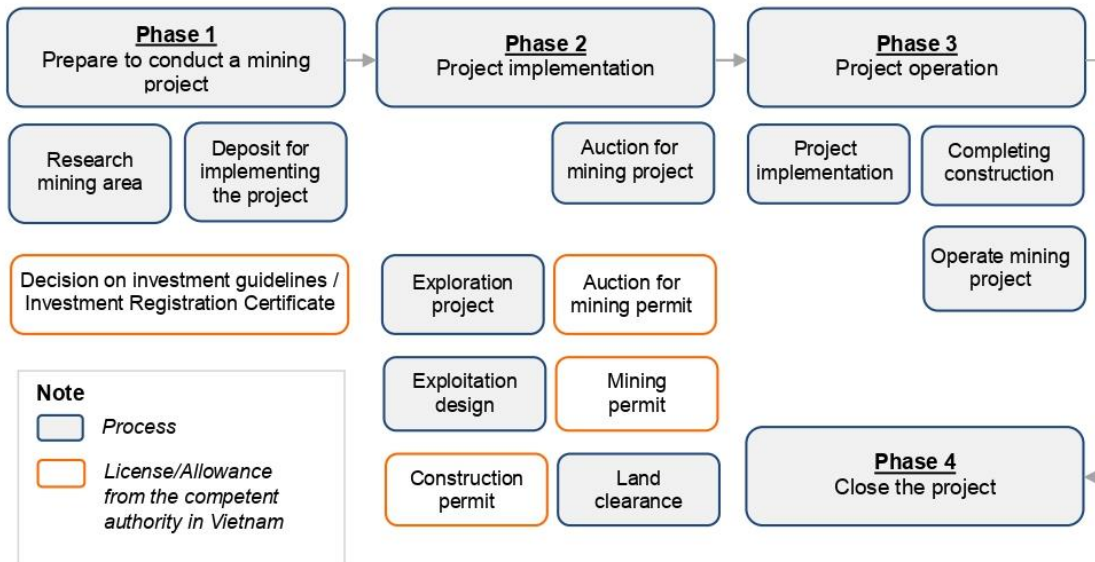 Phase 1
Prepare to conduct a mining
project
Phase 2
Project implementation
Phase 3
Project operation
Research
mining area
Deposit for
implementing
the project
Auction for
mining project
Project
implementation
Completing
construction
Decision on investment guidelines /
Investment Registration Certificate
Exploration
project
Auction for
mining permit
Operate mining
project
Exploitation
design
Mining
permit
Construction
permit
Land
clearance
Phase 4
Close the project
Note
Process
License/Allowance
from the competent
authority in Vietnam